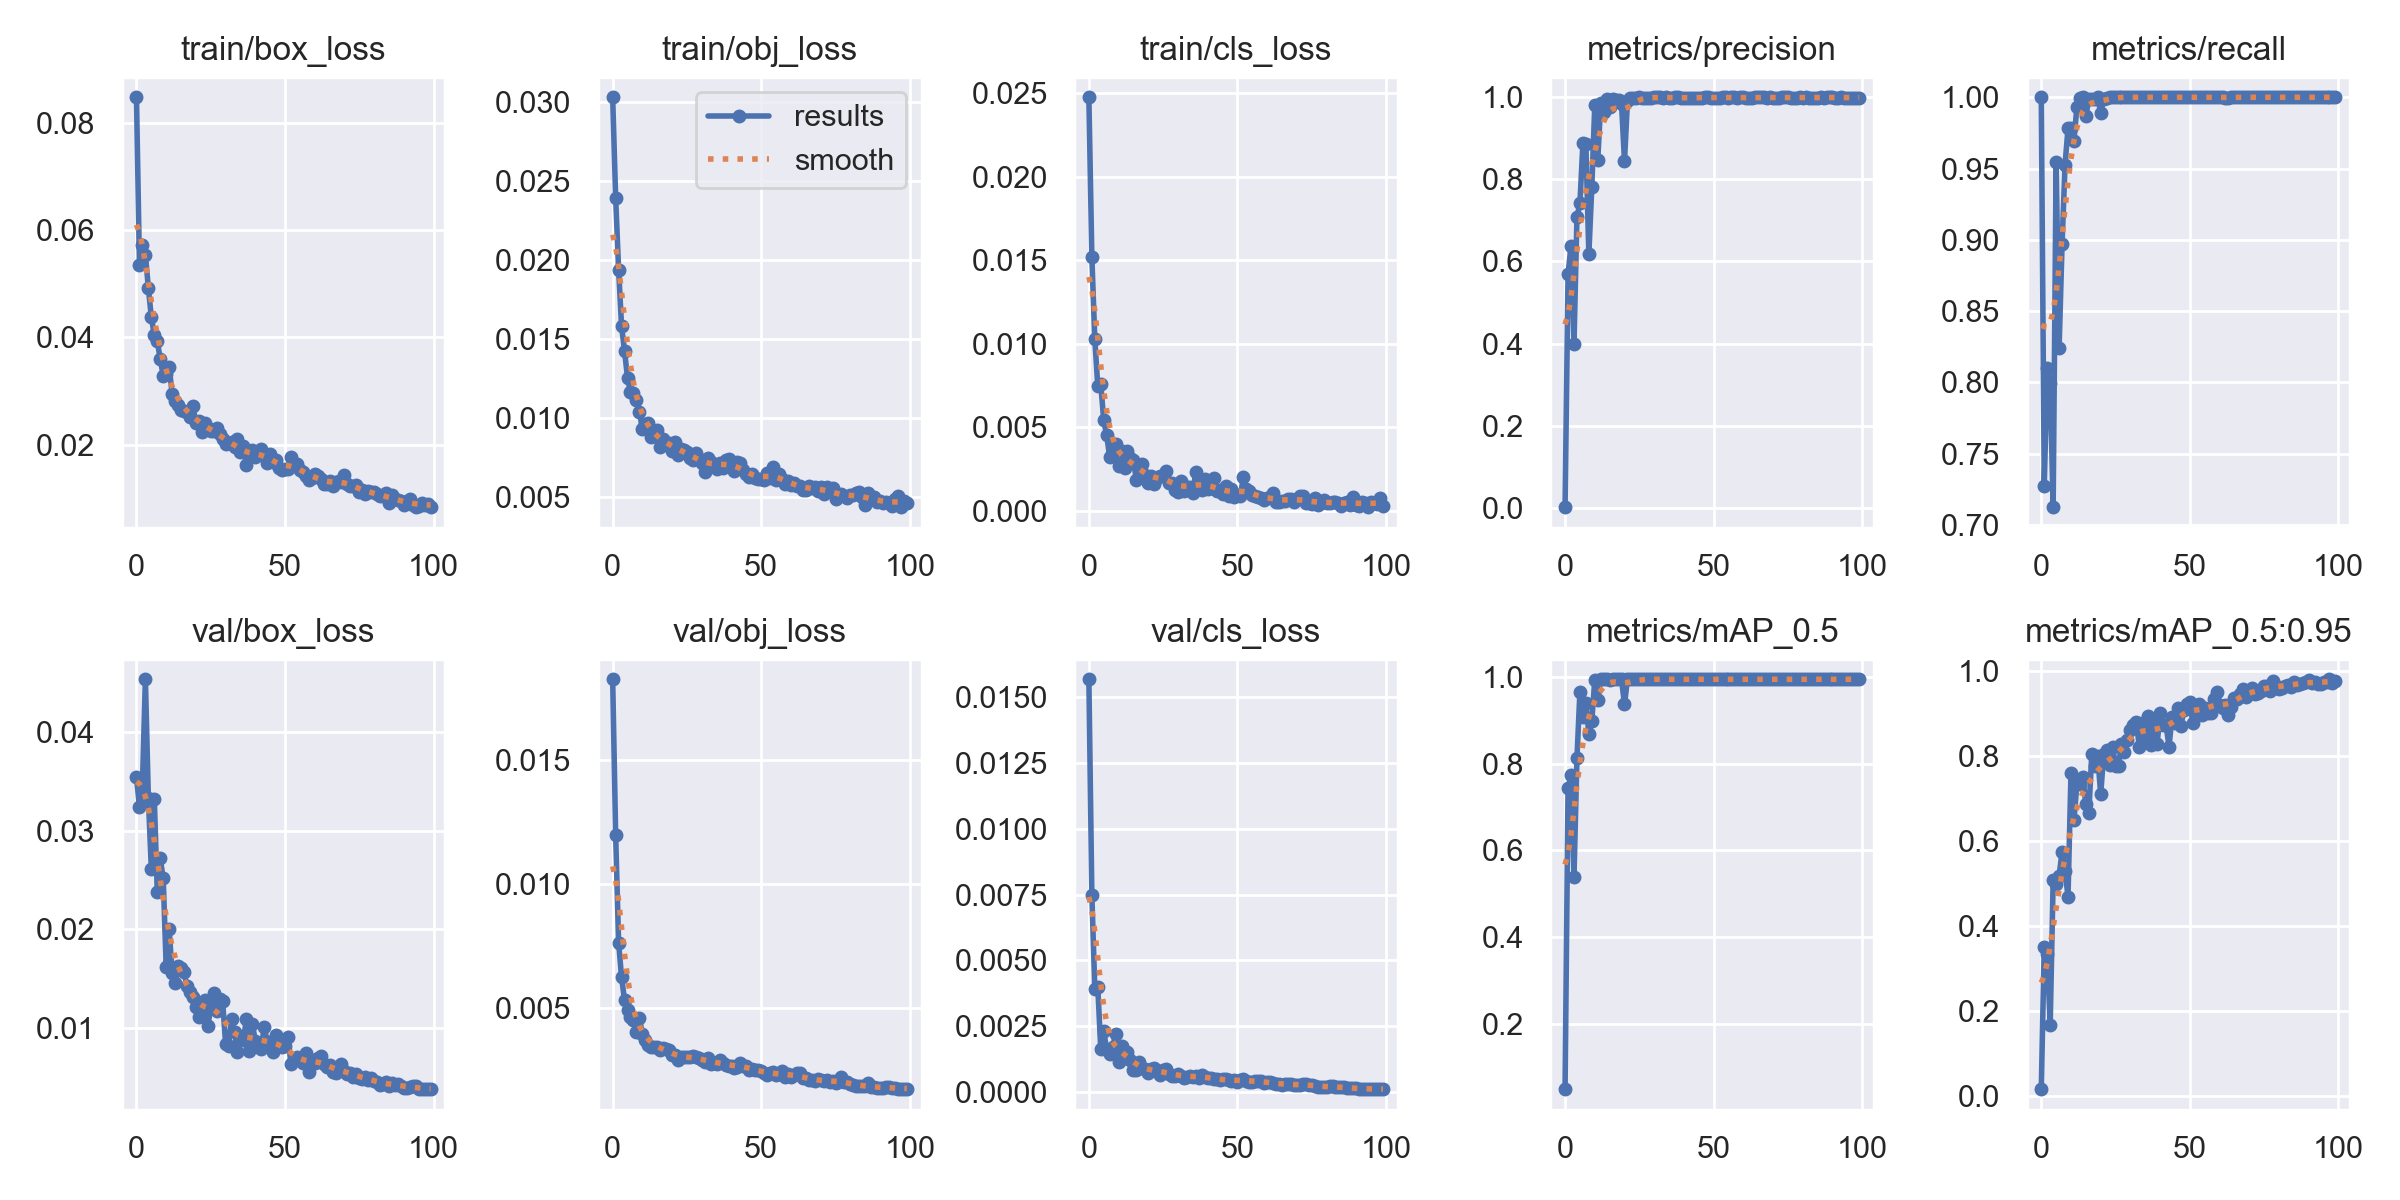 train/box_loss
0.08
0.06
0.04
0.02
0 50 100
train/obj_loss
results
smooth
0.030
0.025
0.020
0.015
0.010
0.005
0 50 100
train/cls_loss
0.025
0.020
0.015
0.010
0.005
0.000
0 50 100
metrics/precision
1.0
0.8
0.6
0.4
0.2
0.0
0 50 100
metrics/recall
1.00
0.95
0.90
0.85
0.80
0.75
0.70
0 50 100
val/box_loss
0.04
0.03
0.02
0.01
0 50 100
val/obj_loss
0.015
0.010
0.005
0 50 100
val/cls_loss
0.0150
0.0125
0.0100
0.0075
0.0050
0.0025
0.0000
0 50 100
metrics/mAP_0.5
1.0
0.8
0.6
0.4
0.2
0 50 100
metrics/mAP_0.5:0.95
1.0
0.8
0.6
0.4
0.2
0.0
0 50 100